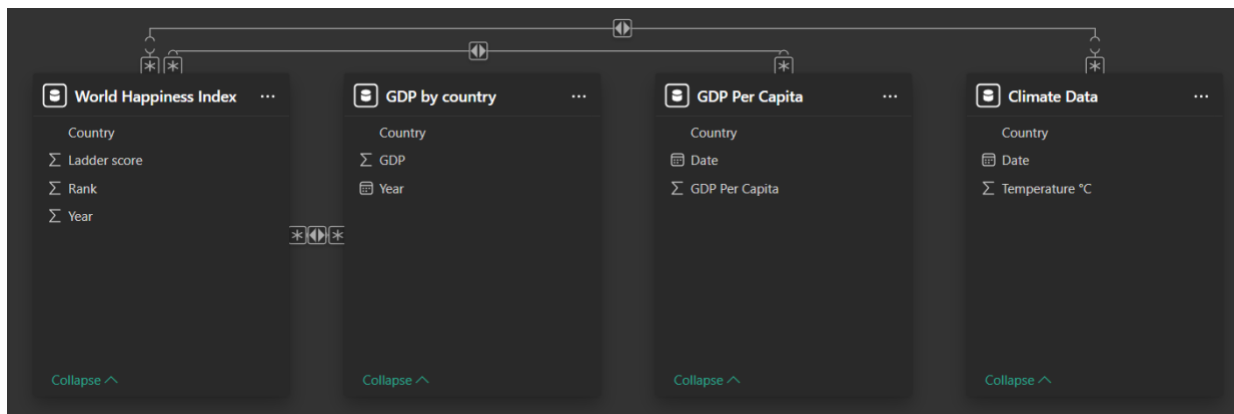 World Happiness Index
Country
Ladder score
Rank
Year
Collapse
GDP by country
Country
GDP
Year
Collapse
GDP Per Capita
Country
Date
GDP Per Capita
Collapse
Climate Data
Country
Date
Temperature °C
Collapse